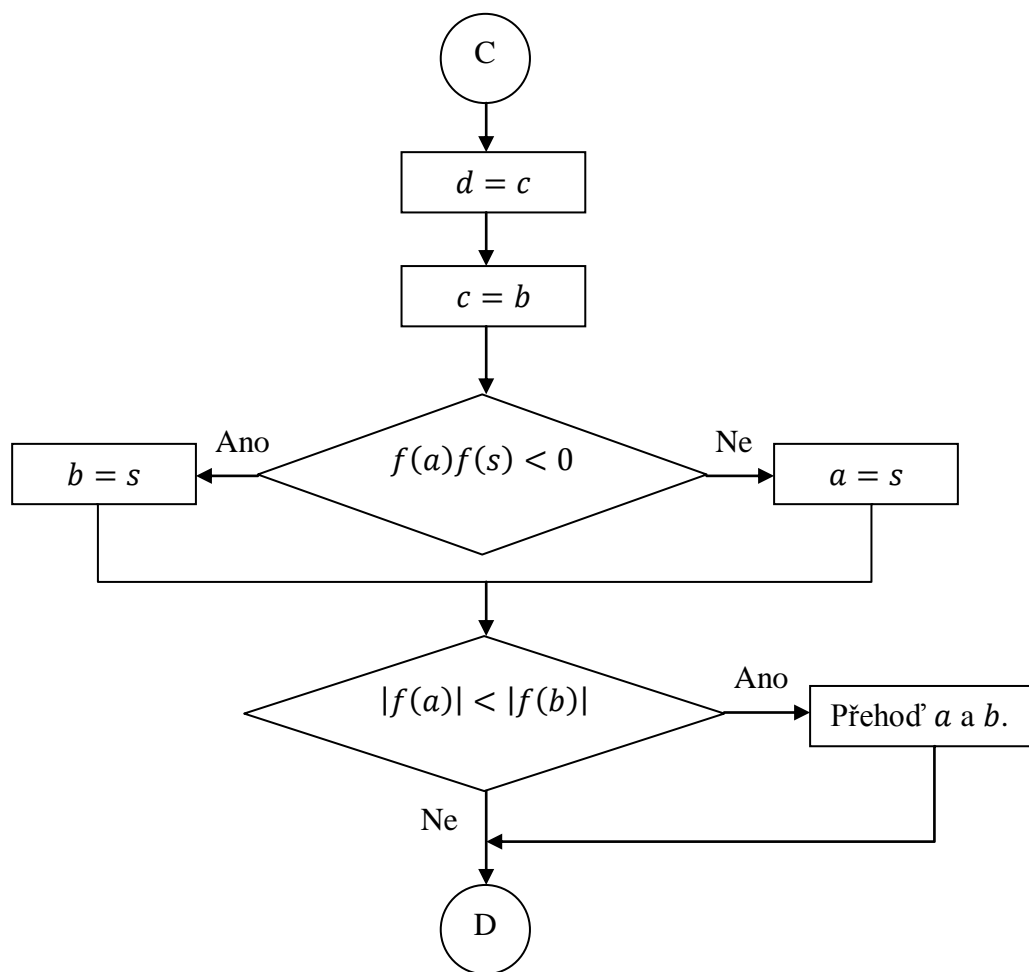 C
d = c
c = b
Ano
f(a)f(s) < 0
Ne
b = s
a = s
|f(a)| < |f(b)|
Ano
Přehoď a a b.
Ne
D